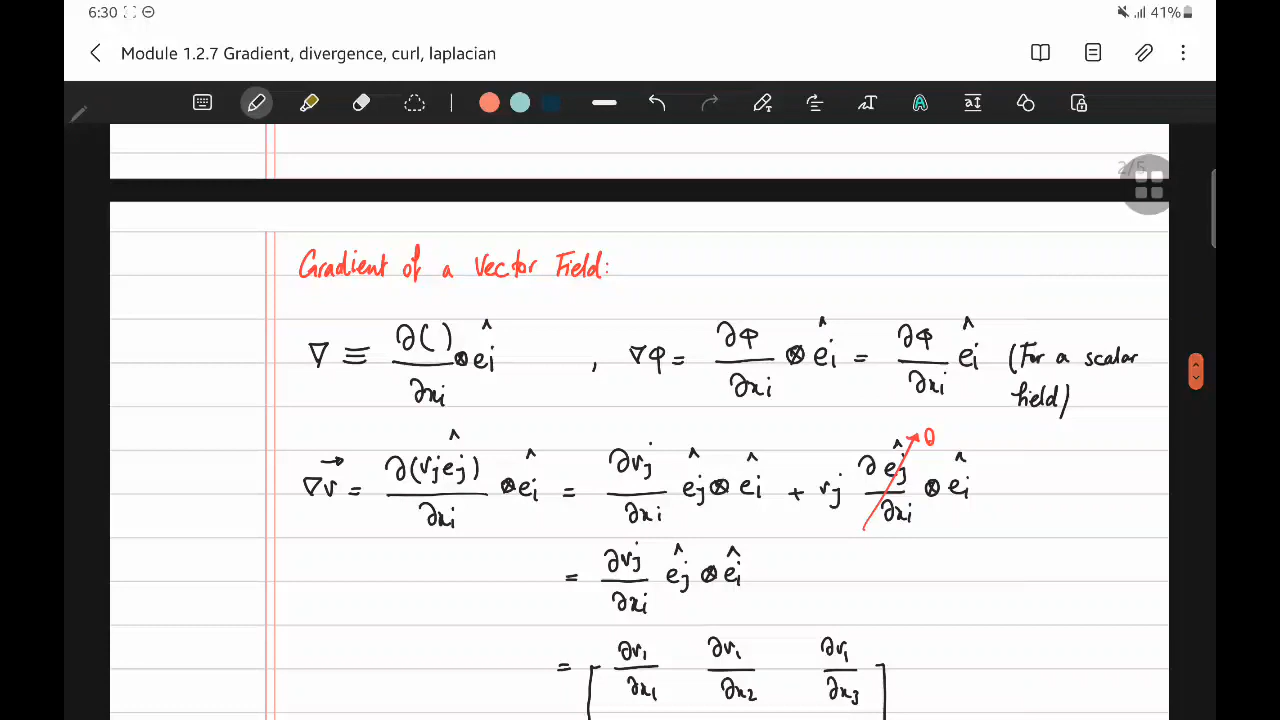 6:30
41%
Module 1.2.7 Gradient, divergence, curl, laplacian
2/5
Gradient of a Vector Field:
∇ ≡ ∂( )/∂xi ⊗ êi , ∇φ = ∂φ/∂xi ⊗ êi = ∂φ/∂xi êi (For a scalar field)
∇v⃗ = ∂(vj êj)/∂xi ⊗ êi = ∂vj/∂xi êj ⊗ êi + vj ∂êj/∂xi ⊗ êi 0
= ∂vj/∂xi êj ⊗ êi
= [ ∂v1/∂x1 ∂v1/∂x2 ∂v1/∂x3 ]